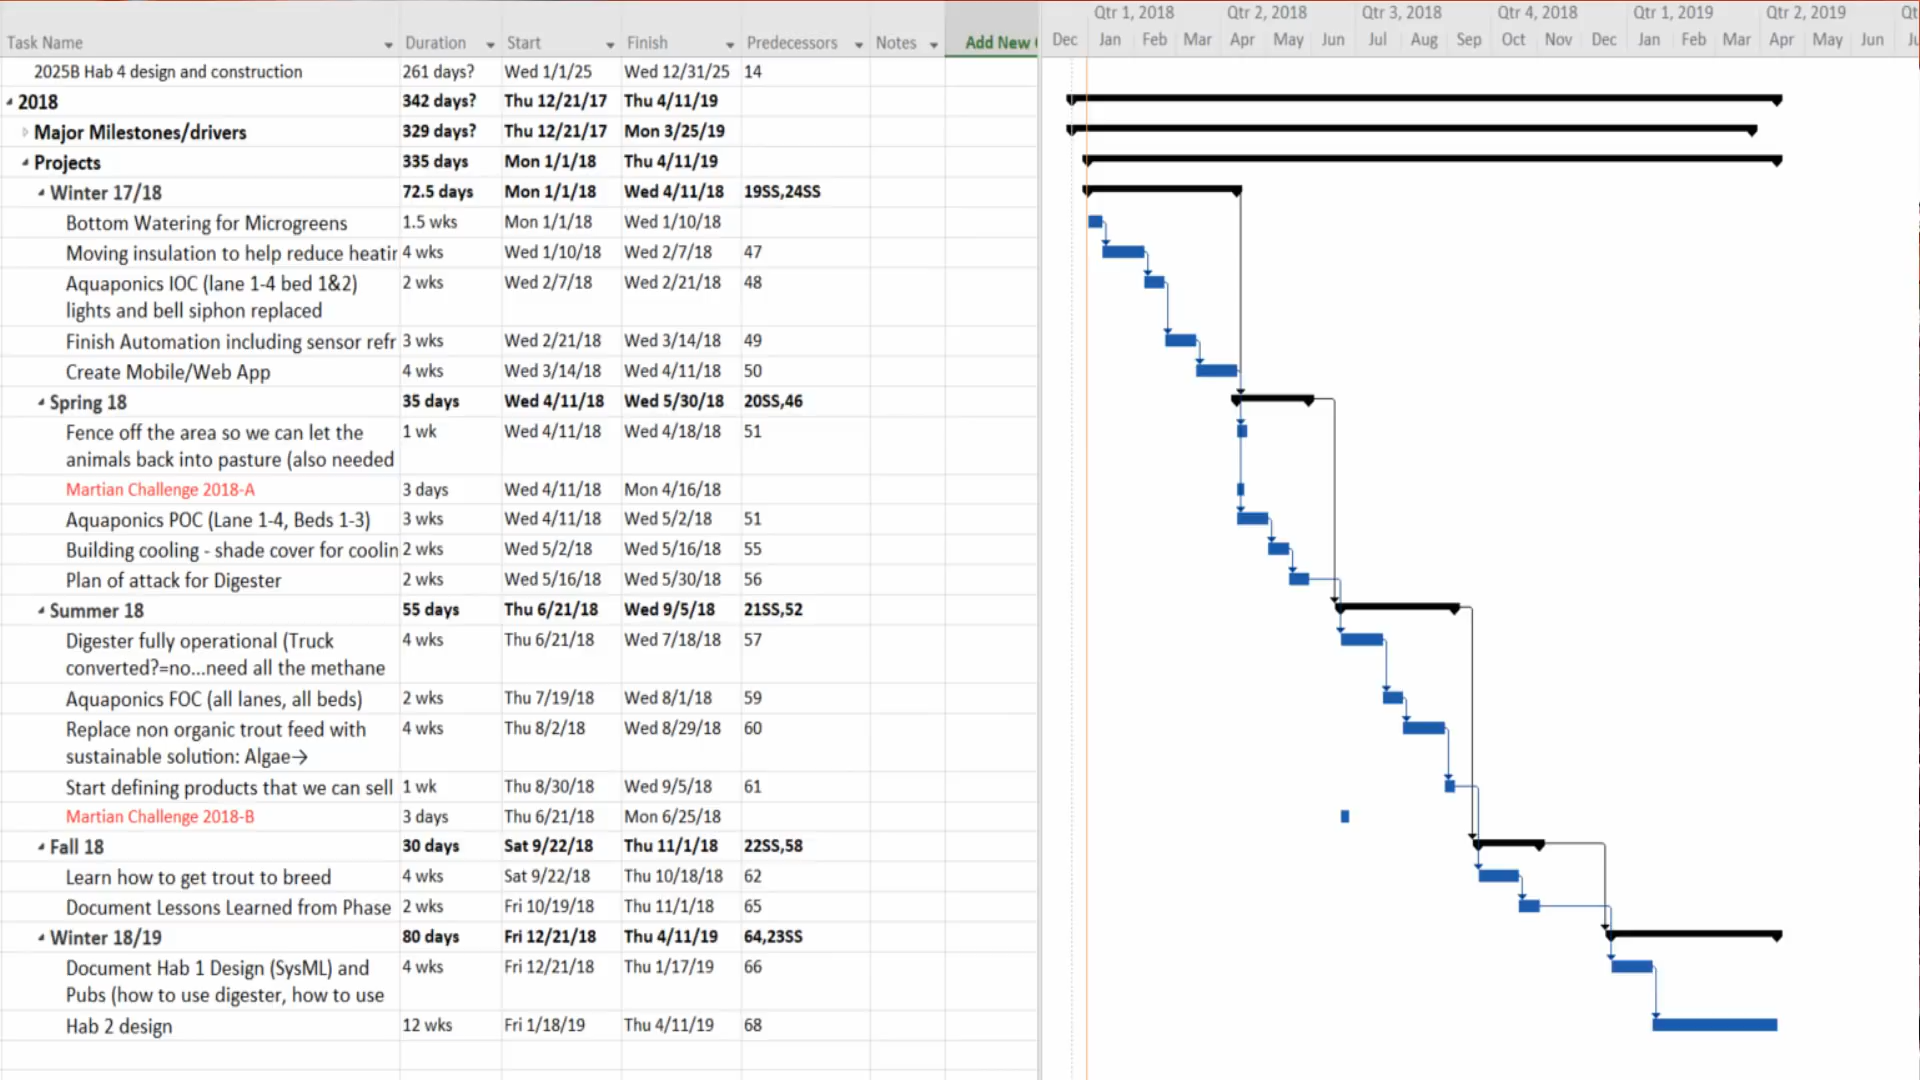 Qtr 1, 2018 Qtr 2, 2018 Qtr 3, 2018 Qtr 4, 2018 Qtr 1, 2019 Qtr 2, 2019
Task Name Duration Start Finish Predecessors Notes Add New Dec Jan Feb Mar Apr May Jun Jul Aug Sep Oct Nov Dec Jan Feb Mar Apr May Jun
2025B Hab 4 design and construction 261 days? Wed 1/1/25 Wed 12/31/25 14
2018 342 days? Thu 12/21/17 Thu 4/11/19
Major Milestones/drivers 329 days? Thu 12/21/17 Mon 3/25/19
Projects 335 days Mon 1/1/18 Thu 4/11/19
Winter 17/18 72.5 days Mon 1/1/18 Wed 4/11/18 19SS,24SS
Bottom Watering for Microgreens 1.5 wks Mon 1/1/18 Wed 1/10/18
Moving insulation to help reduce heatin 4 wks Wed 1/10/18 Wed 2/7/18 47
Aquaponics IOC (lane 1-4 bed 1&2) 2 wks Wed 2/7/18 Wed 2/21/18 48
lights and bell siphon replaced
Finish Automation including sensor refr 3 wks Wed 2/21/18 Wed 3/14/18 49
Create Mobile/Web App 4 wks Wed 3/14/18 Wed 4/11/18 50
Spring 18 35 days Wed 4/11/18 Wed 5/30/18 20SS,46
Fence off the area so we can let the 1 wk Wed 4/11/18 Wed 4/18/18 51
animals back into pasture (also needed
Martian Challenge 2018-A 3 days Wed 4/11/18 Mon 4/16/18
Aquaponics POC (Lane 1-4, Beds 1-3) 3 wks Wed 4/11/18 Wed 5/2/18 51
Building cooling - shade cover for coolin 2 wks Wed 5/2/18 Wed 5/16/18 55
Plan of attack for Digester 2 wks Wed 5/16/18 Wed 5/30/18 56
Summer 18 55 days Thu 6/21/18 Wed 9/5/18 21SS,52
Digester fully operational (Truck 4 wks Thu 6/21/18 Wed 7/18/18 57
converted?=no...need all the methane
Aquaponics FOC (all lanes, all beds) 2 wks Thu 7/19/18 Wed 8/1/18 59
Replace non organic trout feed with 4 wks Thu 8/2/18 Wed 8/29/18 60
sustainable solution: Algae→
Start defining products that we can sell 1 wk Thu 8/30/18 Wed 9/5/18 61
Martian Challenge 2018-B 3 days Thu 6/21/18 Mon 6/25/18
Fall 18 30 days Sat 9/22/18 Thu 11/1/18 22SS,58
Learn how to get trout to breed 4 wks Sat 9/22/18 Thu 10/18/18 62
Document Lessons Learned from Phase 2 wks Fri 10/19/18 Thu 11/1/18 65
Winter 18/19 80 days Fri 12/21/18 Thu 4/11/19 64,23SS
Document Hab 1 Design (SysML) and 4 wks Fri 12/21/18 Thu 1/17/19 66
Pubs (how to use digester, how to use
Hab 2 design 12 wks Fri 1/18/19 Thu 4/11/19 68